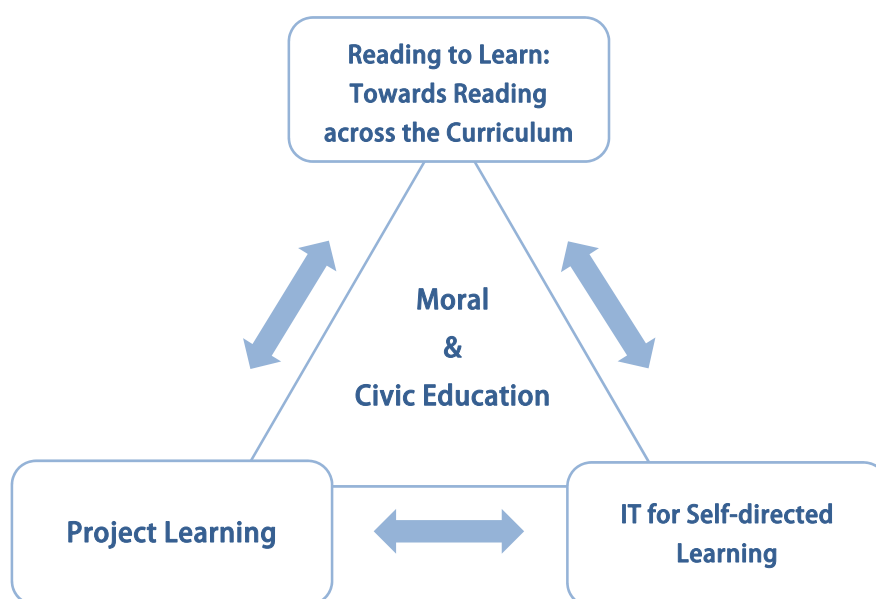 Reading to Learn:
Towards Reading
across the Curriculum
Moral
&
Civic Education
Project Learning
IT for Self-directed
Learning